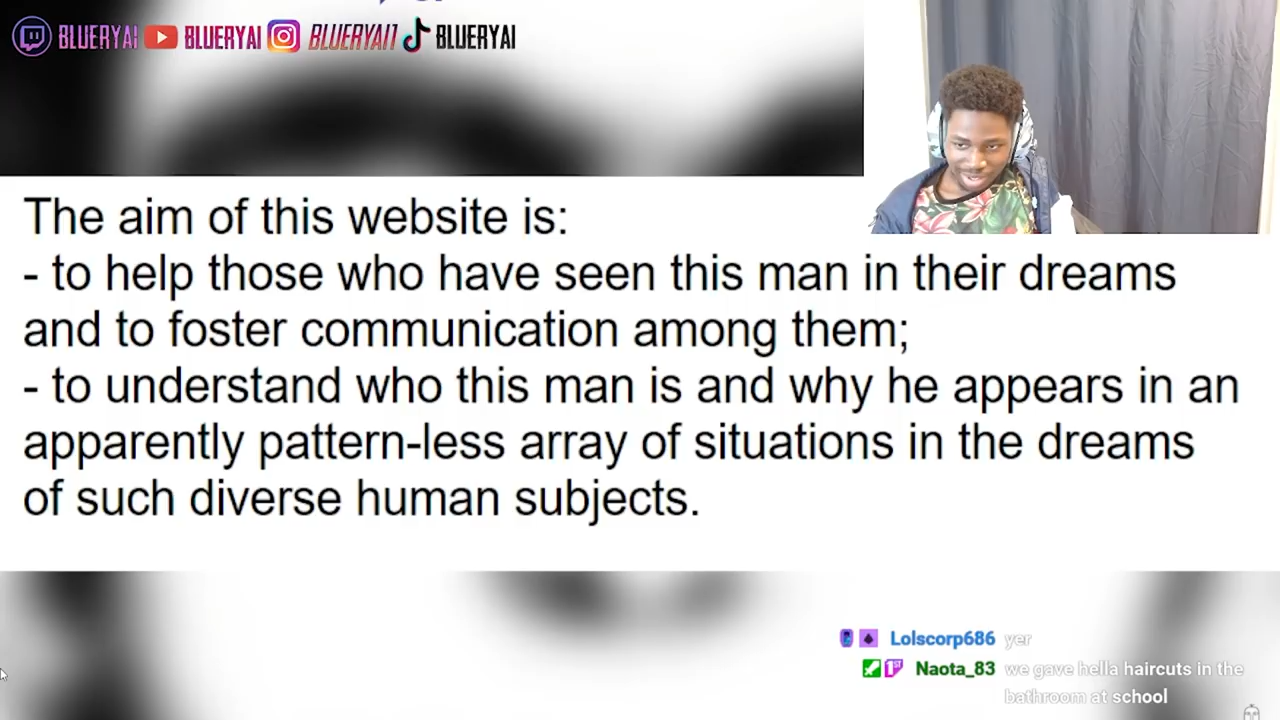 BLUERYAI BLUERYAI BLUERYAI1 BLUERYAI
The aim of this website is:
- to help those who have seen this man in their dreams
and to foster communication among them;
- to understand who this man is and why he appears in an
apparently pattern-less array of situations in the dreams
of such diverse human subjects.
Lolscorp686 yer
1ST Naota_83 we gave hella haircuts in the
bathroom at school